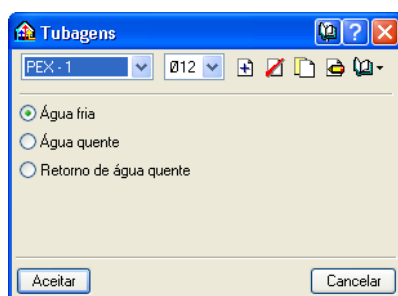 Tubagens
PEX - 1 Ø12
Água fria
Água quente
Retorno de água quente
Aceitar Cancelar